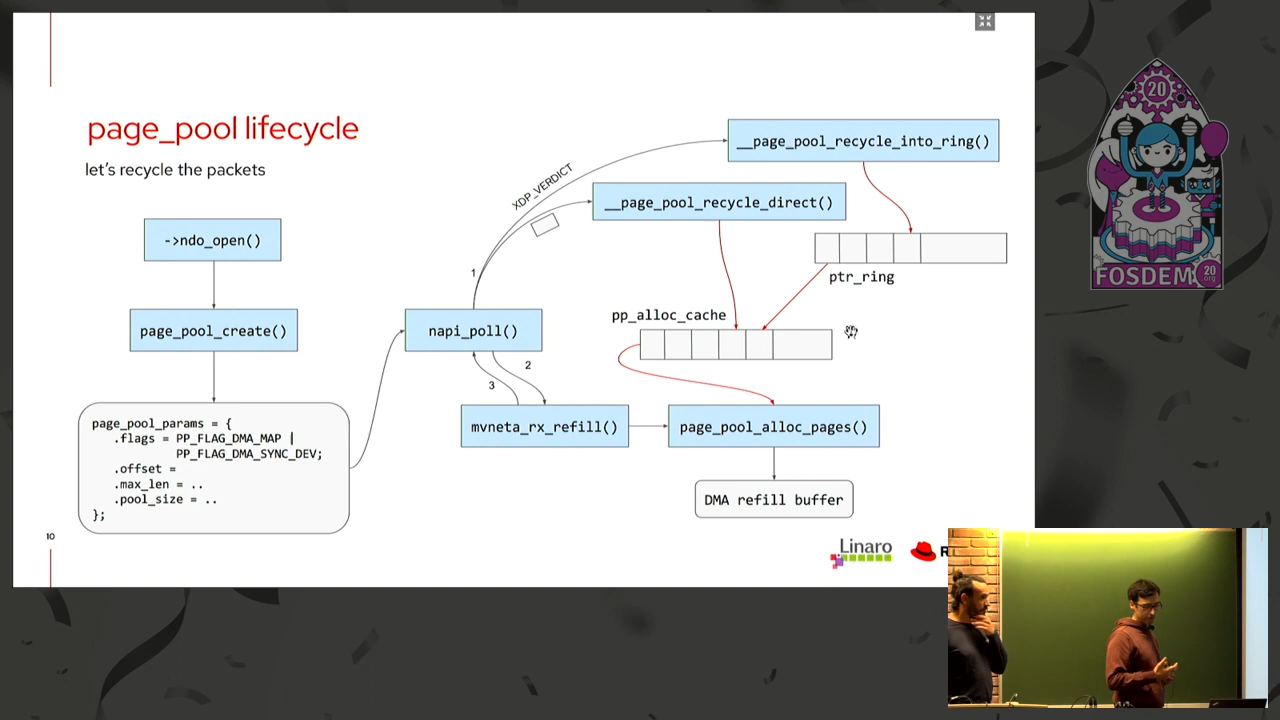 page_pool lifecycle
let's recycle the packets
->ndo_open()
page_pool_create()
page_pool_params = {
.flags = PP_FLAG_DMA_MAP |
PP_FLAG_DMA_SYNC_DEV;
.offset =
.max_len = ..
.pool_size = ..
};
napi_poll()
1
2
3
XDP_VERDICT
__page_pool_recycle_into_ring()
__page_pool_recycle_direct()
ptr_ring
pp_alloc_cache
mvneta_rx_refill()
page_pool_alloc_pages()
DMA refill buffer
10
Linaro
R
20
FOSDEM
20
.org